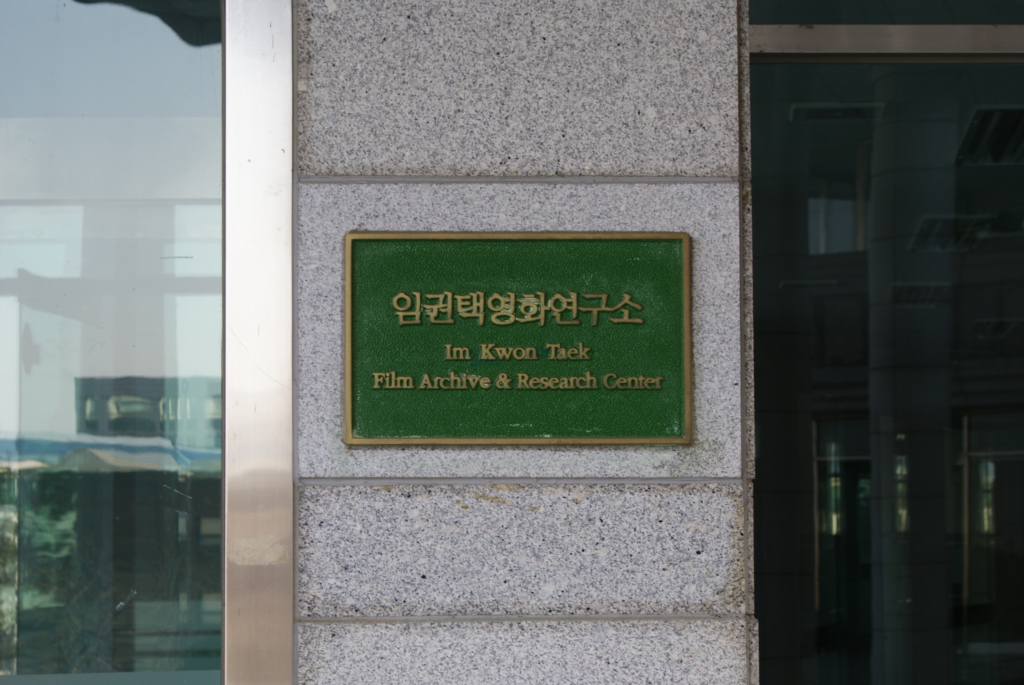 임권택영화연구소
Im Kwon Taek
Film Archive & Research Center